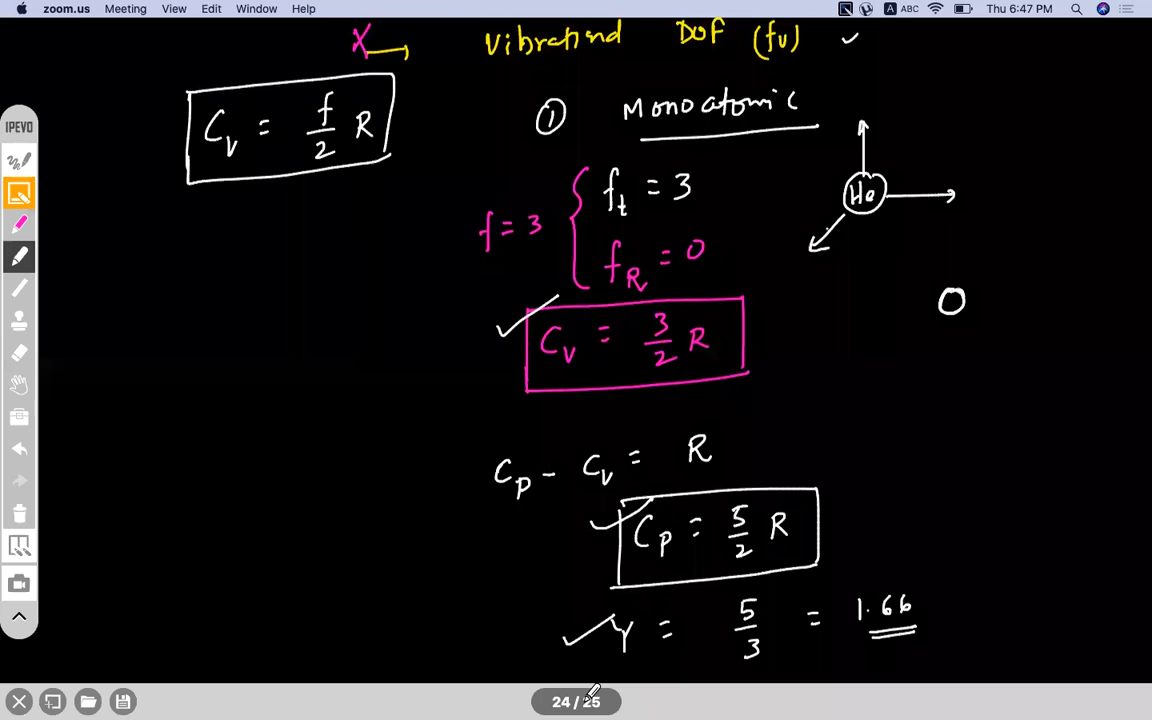 zoom.us Meeting View Edit Window Help A ABC Thu 6:47 PM
Vibrational DOF (fv)
IPEVO
Cv = f/2 R
① Monoatomic
He
f = 3 { ft = 3
fR = 0
O
Cv = 3/2 R
Cp - Cv = R
Cp = 5/2 R
γ = 5/3 = 1.66
24 / 25